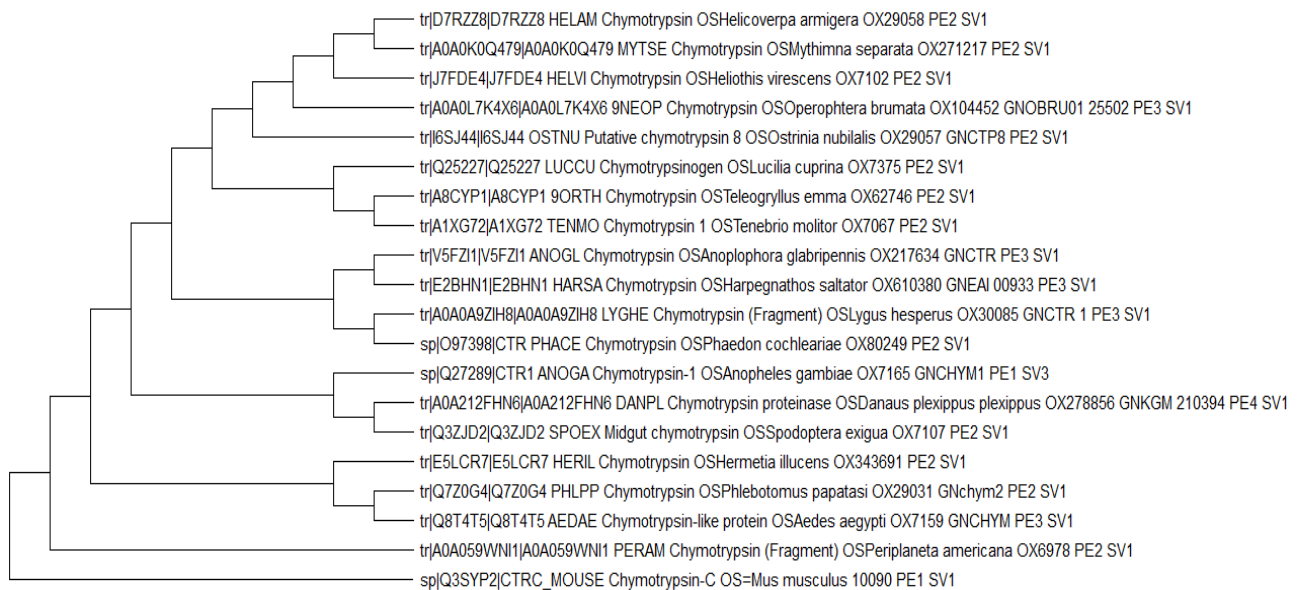 tr|D7RZZ8|D7RZZ8 HELAM Chymotrypsin OSHelicoverpa armigera OX29058 PE2 SV1
tr|A0A0K0Q479|A0A0K0Q479 MYTSE Chymotrypsin OSMythimna separata OX271217 PE2 SV1
tr|J7FDE4|J7FDE4 HELVI Chymotrypsin OSHeliothis virescens OX7102 PE2 SV1
tr|A0A0L7K4X6|A0A0L7K4X6 9NEOP Chymotrypsin OSOperophtera brumata OX104452 GNOBRU01 25502 PE3 SV1
tr|I6SJ44|I6SJ44 OSTNU Putative chymotrypsin 8 OSOstrinia nubilalis OX29057 GNCTP8 PE2 SV1
tr|Q25227|Q25227 LUCCU Chymotrypsinogen OSLucilia cuprina OX7375 PE2 SV1
tr|A8CYP1|A8CYP1 9ORTH Chymotrypsin OSTeleogryllus emma OX62746 PE2 SV1
tr|A1XG72|A1XG72 TENMO Chymotrypsin 1 OSTenebrio molitor OX7067 PE2 SV1
tr|V5FZI1|V5FZI1 ANOGL Chymotrypsin OSAnoplophora glabripennis OX217634 GNCTR PE3 SV1
tr|E2BHN1|E2BHN1 HARSA Chymotrypsin OSHarpegnathos saltator OX610380 GNEAI 00933 PE3 SV1
tr|A0A0A9ZIH8|A0A0A9ZIH8 LYGHE Chymotrypsin (Fragment) OSLygus hesperus OX30085 GNCTR 1 PE3 SV1
sp|O97398|CTR PHACE Chymotrypsin OSPhaedon cochleariae OX80249 PE2 SV1
sp|Q27289|CTR1 ANOGA Chymotrypsin-1 OSAnopheles gambiae OX7165 GNCHYM1 PE1 SV3
tr|A0A212FHN6|A0A212FHN6 DANPL Chymotrypsin proteinase OSDanaus plexippus plexippus OX278856 GNKGM 210394 PE4 SV1
tr|Q3ZJD2|Q3ZJD2 SPOEX Midgut chymotrypsin OSSpodoptera exigua OX7107 PE2 SV1
tr|E5LCR7|E5LCR7 HERIL Chymotrypsin OSHermetia illucens OX343691 PE2 SV1
tr|Q7Z0G4|Q7Z0G4 PHLPP Chymotrypsin OSPhlebotomus papatasi OX29031 GNchym2 PE2 SV1
tr|Q8T4T5|Q8T4T5 AEDAE Chymotrypsin-like protein OSAedes aegypti OX7159 GNCHYM PE3 SV1
tr|A0A059WNI1|A0A059WNI1 PERAM Chymotrypsin (Fragment) OSPeriplaneta americana OX6978 PE2 SV1
sp|Q3SYP2|CTRC_MOUSE Chymotrypsin-C OS=Mus musculus 10090 PE1 SV1